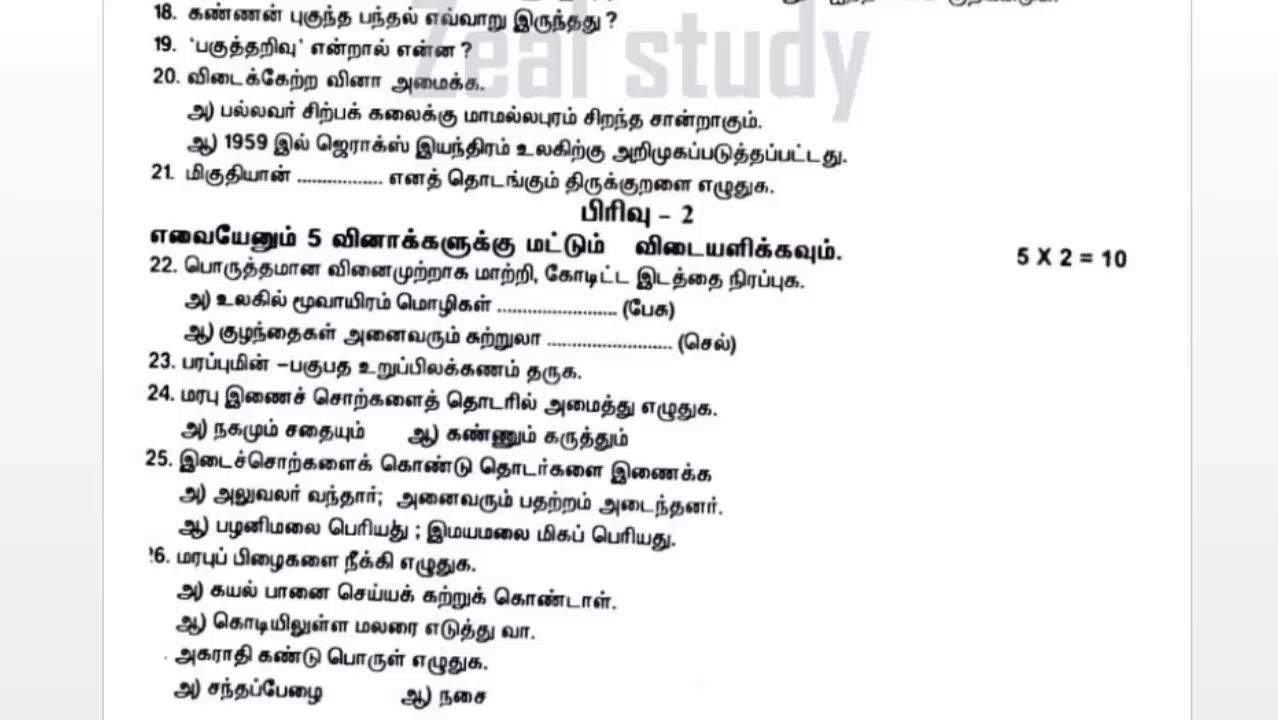 18. கண்ணன் புகுந்த பந்தல் எவ்வாறு இருந்தது ?
19. 'பகுத்தறிவு' என்றால் என்ன ?
20. விடைக்கேற்ற வினா அமைக்க.
அ) பல்லவர் சிற்பக் கலைக்கு மாமல்லபுரம் சிறந்த சான்றாகும்.
ஆ) 1959 இல் ஜெராக்ஸ் இயந்திரம் உலகிற்கு அறிமுகப்படுத்தப்பட்டது.
21. மிகுதியான் ................. எனத் தொடங்கும் திருக்குறளை எழுதுக.
பிரிவு - 2
எவையேனும் 5 வினாக்களுக்கு மட்டும் விடையளிக்கவும். 5 X 2 = 10
22. பொருத்தமான வினைமுற்றாக மாற்றி, கோடிட்ட இடத்தை நிரப்புக.
அ) உலகில் மூவாயிரம் மொழிகள் ........................ (பேசு)
ஆ) குழந்தைகள் அனைவரும் சுற்றுலா ......................... (செல்)
23. பரப்புமின் –பகுபத உறுப்பிலக்கணம் தருக.
24. மரபு இணைச் சொற்களைத் தொடரில் அமைத்து எழுதுக.
அ) நகமும் சதையும் ஆ) கண்ணும் கருத்தும்
25. இடைச்சொற்களைக் கொண்டு தொடர்களை இணைக்க
அ) அலுவலர் வந்தார்; அனைவரும் பதற்றம் அடைந்தனர்.
ஆ) பழனிமலை பெரியது ; இமயமலை மிகப் பெரியது.
26. மரபுப் பிழைகளை நீக்கி எழுதுக.
அ) கயல் பானை செய்யக் கற்றுக் கொண்டாள்.
ஆ) கொடியிலுள்ள மலரை எடுத்து வா.
அகராதி கண்டு பொருள் எழுதுக.
அ) சந்தப்பேழை ஆ) நசை
Zeal study